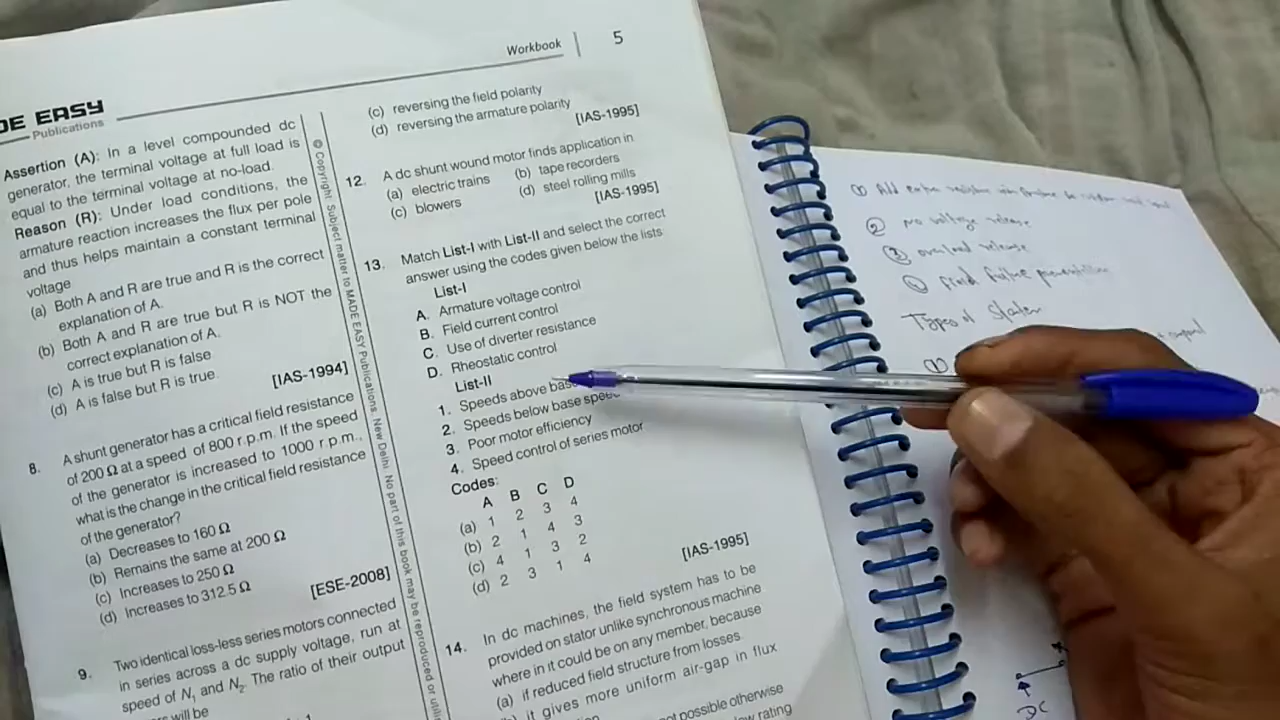 Workbook | 5
DE EASY
Publications
Assertion (A): In a level compounded dc
generator, the terminal voltage at full load is
equal to the terminal voltage at no-load.
Reason (R): Under load conditions, the
armature reaction increases the flux per pole
and thus helps maintain a constant terminal
voltage
(a) Both A and R are true and R is the correct
explanation of A.
(b) Both A and R are true but R is NOT the
correct explanation of A.
(c) A is true but R is false
(d) A is false but R is true.
[IAS-1994]
8. A shunt generator has a critical field resistance
of 200 Ω at a speed of 800 r.p.m. If the speed
of the generator is increased to 1000 r.p.m.,
what is the change in the critical field resistance
of the generator?
(a) Decreases to 160 Ω
(b) Remains the same at 200 Ω
(c) Increases to 250 Ω
(d) Increases to 312.5 Ω
[ESE-2008]
9. Two identical loss-less series motors connected
in series across a dc supply voltage, run at
speed of N1 and N2. The ratio of their output
will be
© Copyright: Subject matter to MADE EASY Publications, New Delhi. No part of this book may be reproduced or
(c) reversing the field polarity
(d) reversing the armature polarity
[IAS-1995]
12. A dc shunt wound motor finds application in
(a) electric trains (b) tape recorders
(c) blowers (d) steel rolling mills
[IAS-1995]
13. Match List-I with List-II and select the correct
answer using the codes given below the lists
List-I
A. Armature voltage control
B. Field current control
C. Use of diverter resistance
D. Rheostatic control
List-II
1. Speeds above
2. Speeds below base
3. Poor motor efficiency
4. Speed control of series motor
Codes:
A B C D
(a) 1 2 3 4
(b) 2 1 4 3
(c) 4 1 3 2
(d) 2 3 1 4
[IAS-1995]
14. In dc machines, the field system has to be
provided on stator unlike synchronous machine
where in it could be on any member, because
(a) if reduced field structure from losses.
it gives more uniform air-gap in flux
not possible otherwise
rating
① Add
② no voltage release
③ overload release
④ field failure prevention
Types of Starter
①
DC